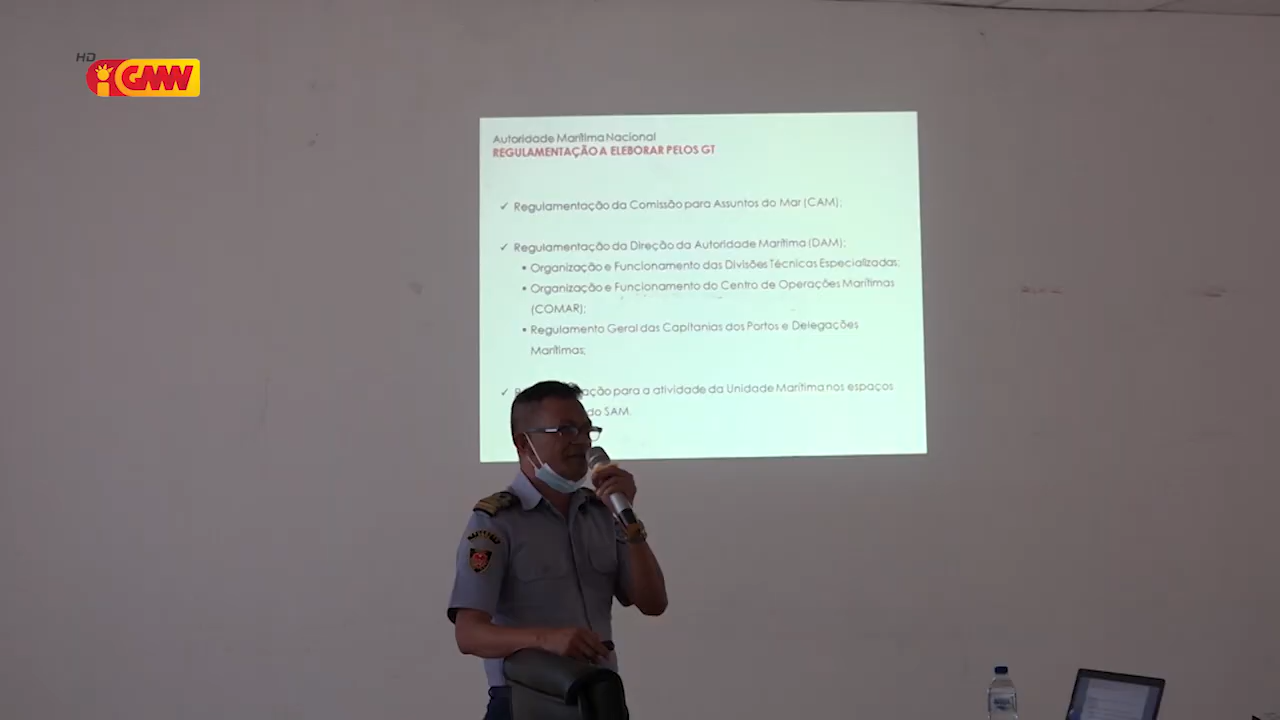 HD
GMN
Autoridade Marítima Nacional
REGULAMENTAÇÃO A ELEBORAR PELOS GT
✓ Regulamentação da Comissão para Assuntos do Mar (CAM);
✓ Regulamentação da Direção da Autoridade Marítima (DAM);
• Organização e Funcionamento das Divisões Técnicas Especializadas;
• Organização e Funcionamento do Centro de Operações Marítimas
(COMAR);
• Regulamento Geral das Capitanias dos Portos e Delegações
Marítimas;
✓ para a atividade da Unidade Marítima nos espaços
do SAM.